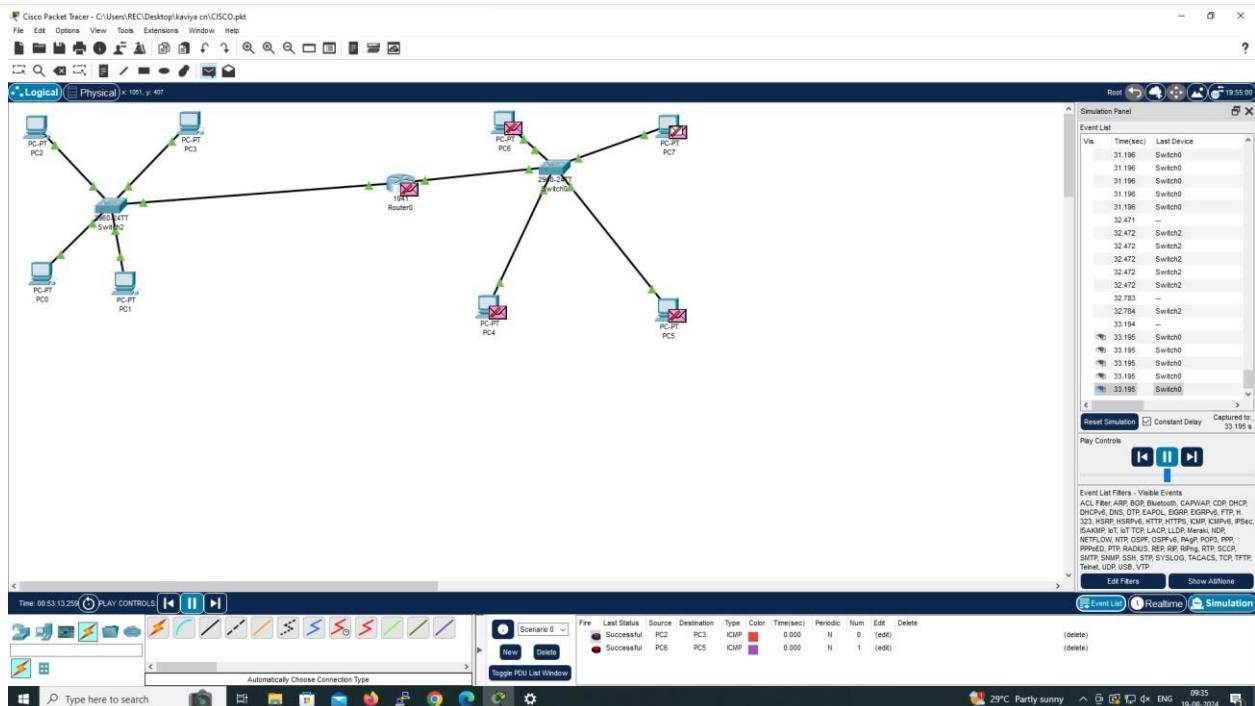 Cisco Packet Tracer - C:\Users\REC\Desktop\kaviya cn\CISCO.pkt
File Edit Options View Tools Extensions Window Help
?
Logical Physical x: 1051, y: 407
Root 19:55:00
PC-PT
PC2
PC-PT
PC3
2960-24TT
Switch2
PC-PT
PC0
PC-PT
PC1
1941
Router0
PC-PT
PC6
PC-PT
PC7
2960-24TT
Switch0
PC-PT
PC4
PC-PT
PC5
Simulation Panel
Event List
Vis. Time(sec) Last Device
31.196 Switch0
31.196 Switch0
31.196 Switch0
31.196 Switch0
31.196 Switch0
32.471 --
32.472 Switch2
32.472 Switch2
32.472 Switch2
32.472 Switch2
32.472 Switch2
32.783 --
32.784 Switch2
33.194 --
33.195 Switch0
33.195 Switch0
33.195 Switch0
33.195 Switch0
33.195 Switch0
Reset Simulation Constant Delay Captured to:
33.195 s
Play Controls
Event List Filters - Visible Events
ACL Filter, ARP, BGP, Bluetooth, CAPWAP, CDP, DHCP,
DHCPv6, DNS, DTP, EAPOL, EIGRP, EIGRPv6, FTP, H.
323, HSRP, HSRPv6, HTTP, HTTPS, ICMP, ICMPv6, IPSec,
ISAKMP, IoT, IoT TCP, LACP, LLDP, Meraki, NDP,
NETFLOW, NTP, OSPF, OSPFv6, PAgP, POP3, PPP,
PPPoED, PTP, RADIUS, REP, RIP, RIPng, RTP, SCCP,
SMTP, SNMP, SSH, STP, SYSLOG, TACACS, TCP, TFTP,
Telnet, UDP, USB, VTP
Edit Filters Show All/None
Time: 00:53:13.259 PLAY CONTROLS:
Event List Realtime Simulation
Scenario 0
New Delete
Toggle PDU List Window
Fire Last Status Source Destination Type Color Time(sec) Periodic Num Edit Delete
Successful PC2 PC3 ICMP 0.000 N 0 (edit) (delete)
Successful PC6 PC5 ICMP 0.000 N 1 (edit) (delete)
Automatically Choose Connection Type
Type here to search
29°C Partly sunny ENG 09:35
19-08-2024